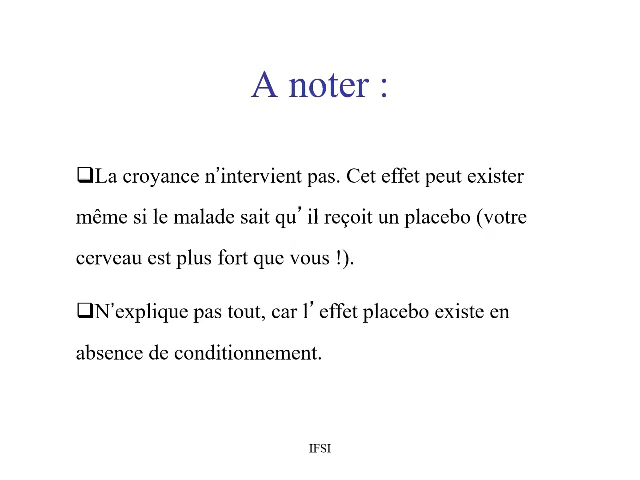 A noter :
❑La croyance n’intervient pas. Cet effet peut exister
même si le malade sait qu’ il reçoit un placebo (votre
cerveau est plus fort que vous !).
❑N’explique pas tout, car l’ effet placebo existe en
absence de conditionnement.
IFSI